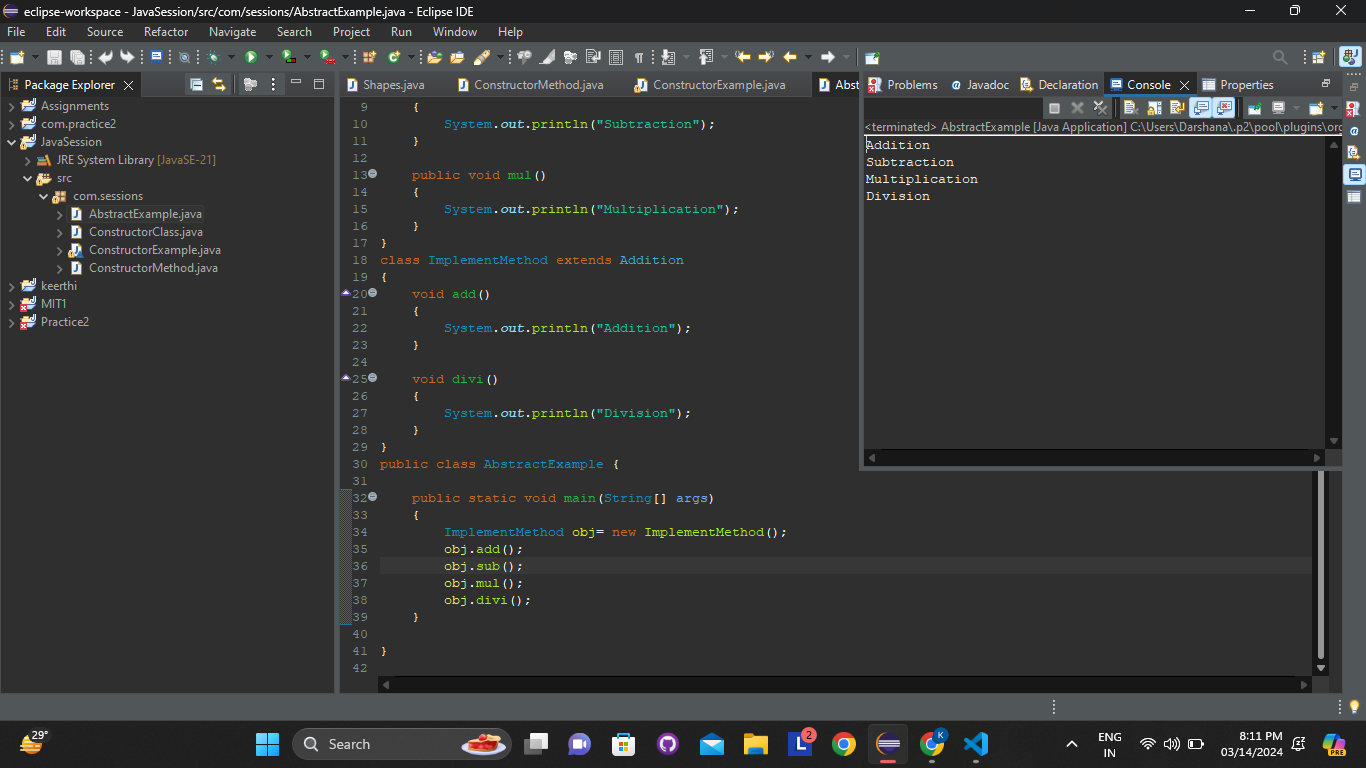 eclipse-workspace - JavaSession/src/com/sessions/AbstractExample.java - Eclipse IDE
File Edit Source Refactor Navigate Search Project Run Window Help
Package Explorer
Assignments
com.practice2
JavaSession
JRE System Library [JavaSE-21]
src
com.sessions
AbstractExample.java
ConstructorClass.java
ConstructorExample.java
ConstructorMethod.java
keerthi
MIT1
Practice2
Shapes.java ConstructorMethod.java ConstructorExample.java Abst
9 {
10 System.out.println("Subtraction");
11 }
12
13 public void mul()
14 {
15 System.out.println("Multiplication");
16 }
17 }
18 class ImplementMethod extends Addition
19 {
20 void add()
21 {
22 System.out.println("Addition");
23 }
24
25 void divi()
26 {
27 System.out.println("Division");
28 }
29 }
30 public class AbstractExample {
31
32 public static void main(String[] args)
33 {
34 ImplementMethod obj= new ImplementMethod();
35 obj.add();
36 obj.sub();
37 obj.mul();
38 obj.divi();
39 }
40
41 }
42
Problems Javadoc Declaration Console Properties
<terminated> AbstractExample [Java Application] C:\Users\Darshana\.p2\pool\plugins\orc
Addition
Subtraction
Multiplication
Division
29°
Search
2
K
ENG
IN
8:11 PM
03/14/2024
PRE